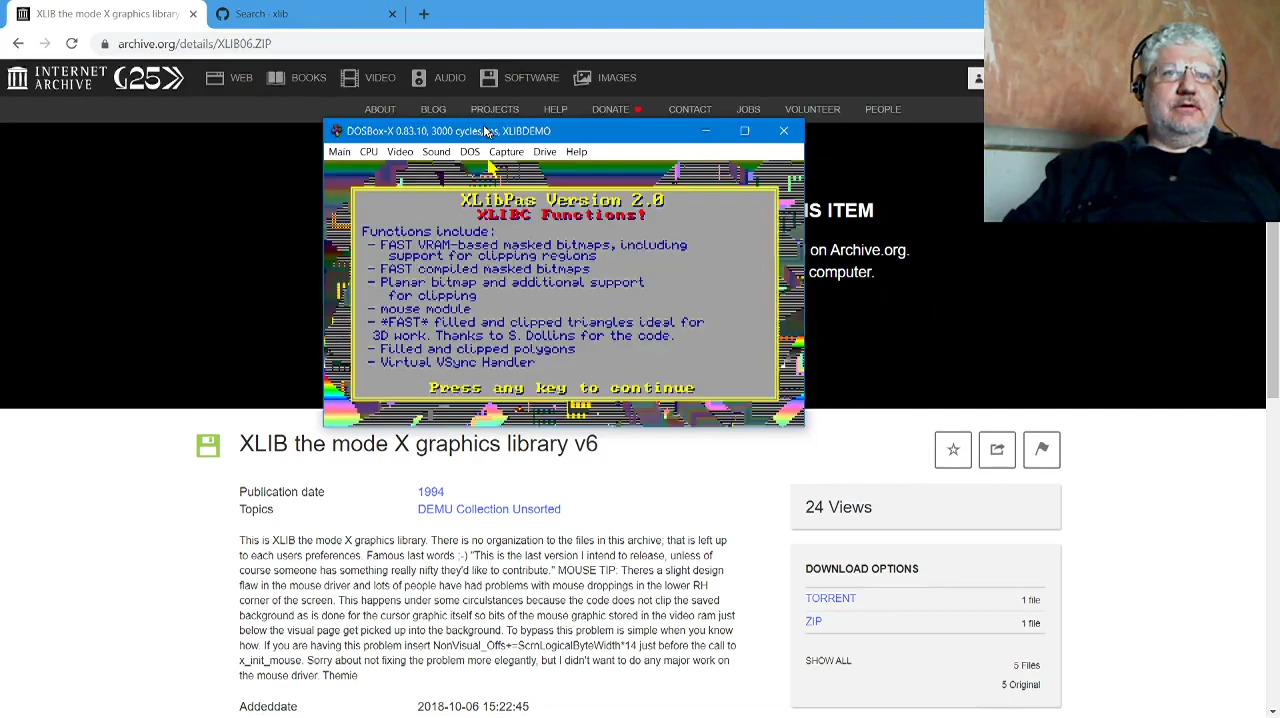 XLIB the mode X graphics library
Search · xlib
archive.org/details/XLIB06.ZIP
INTERNET ARCHIVE
25
WEB BOOKS VIDEO AUDIO SOFTWARE IMAGES
ABOUT BLOG PROJECTS HELP DONATE CONTACT JOBS VOLUNTEER PEOPLE
DOSBox-X 0.83.10, 3000 cycles/ms, XLIBDEMO
Main CPU Video Sound DOS Capture Drive Help
XLibPas Version 2.0
XLIBC Functions!
Functions include:
- FAST VRAM-based masked bitmaps, including
support for clipping regions
- FAST compiled masked bitmaps
- Planar bitmap and additional support
for clipping
- mouse module
- *FAST* filled and clipped triangles ideal for
3D work. Thanks to S. Dollins for the code.
- Filled and clipped polygons
- Virtual VSync Handler
Press any key to continue
IS ITEM
on Archive.org.
computer.
XLIB the mode X graphics library v6
Publication date 1994
Topics DEMU Collection Unsorted
This is XLIB the mode X graphics library. There is no organization to the files in this archive; that is left up
to each users preferences. Famous last words ;-) "This is the last version I intend to release, unless of
course someone has something really nifty they'd like to contribute." MOUSE TIP: Theres a slight design
flaw in the mouse driver and lots of people have had problems with mouse droppings in the lower RH
corner of the screen. This happens under some circulstances because the code does not clip the saved
background as is done for the cursor graphic itself so bits of the mouse graphic stored in the video ram just
below the visual page get picked up into the background. To bypass this problem is simple when you know
how. If you are having this problem insert NonVisual_Offs+=ScrnLogicalByteWidth*14 just before the call to
x_init_mouse. Sorry about not fixing the problem more elegantly, but I didn't want to do any major work on
the mouse driver. Themie
Addeddate 2018-10-06 15:22:45
24 Views
DOWNLOAD OPTIONS
TORRENT 1 file
ZIP 1 file
SHOW ALL 5 Files
5 Original